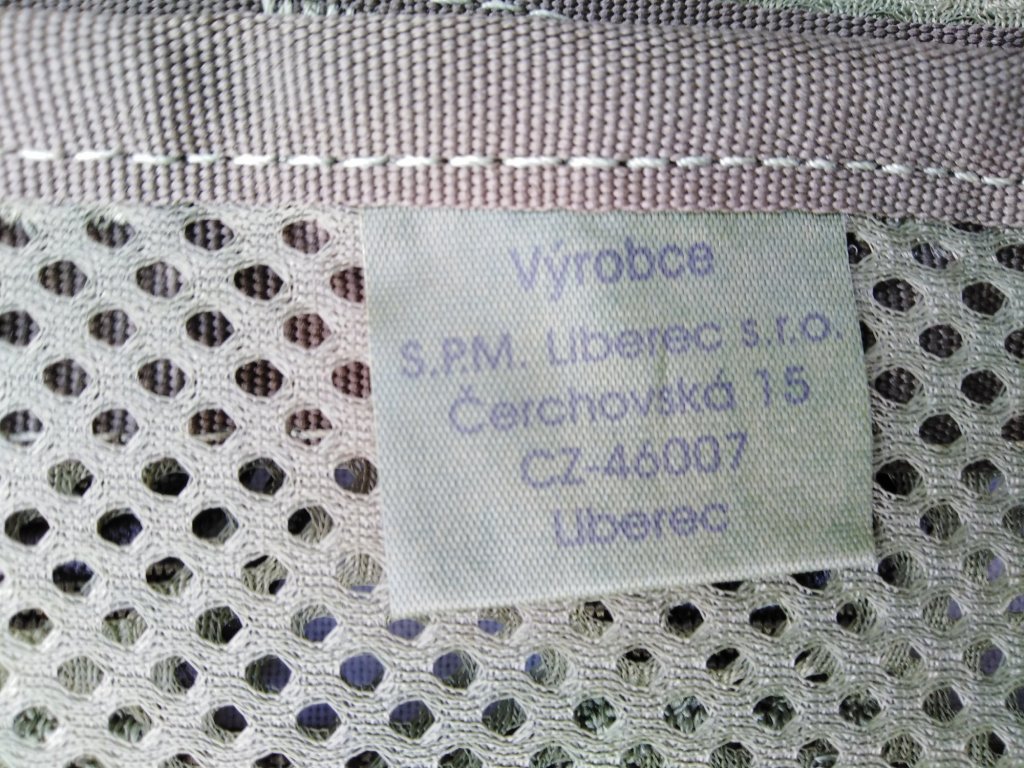 Výrobce
S.P.M. Liberec s.r.o.
Čerchovská 15
CZ-46007
Liberec